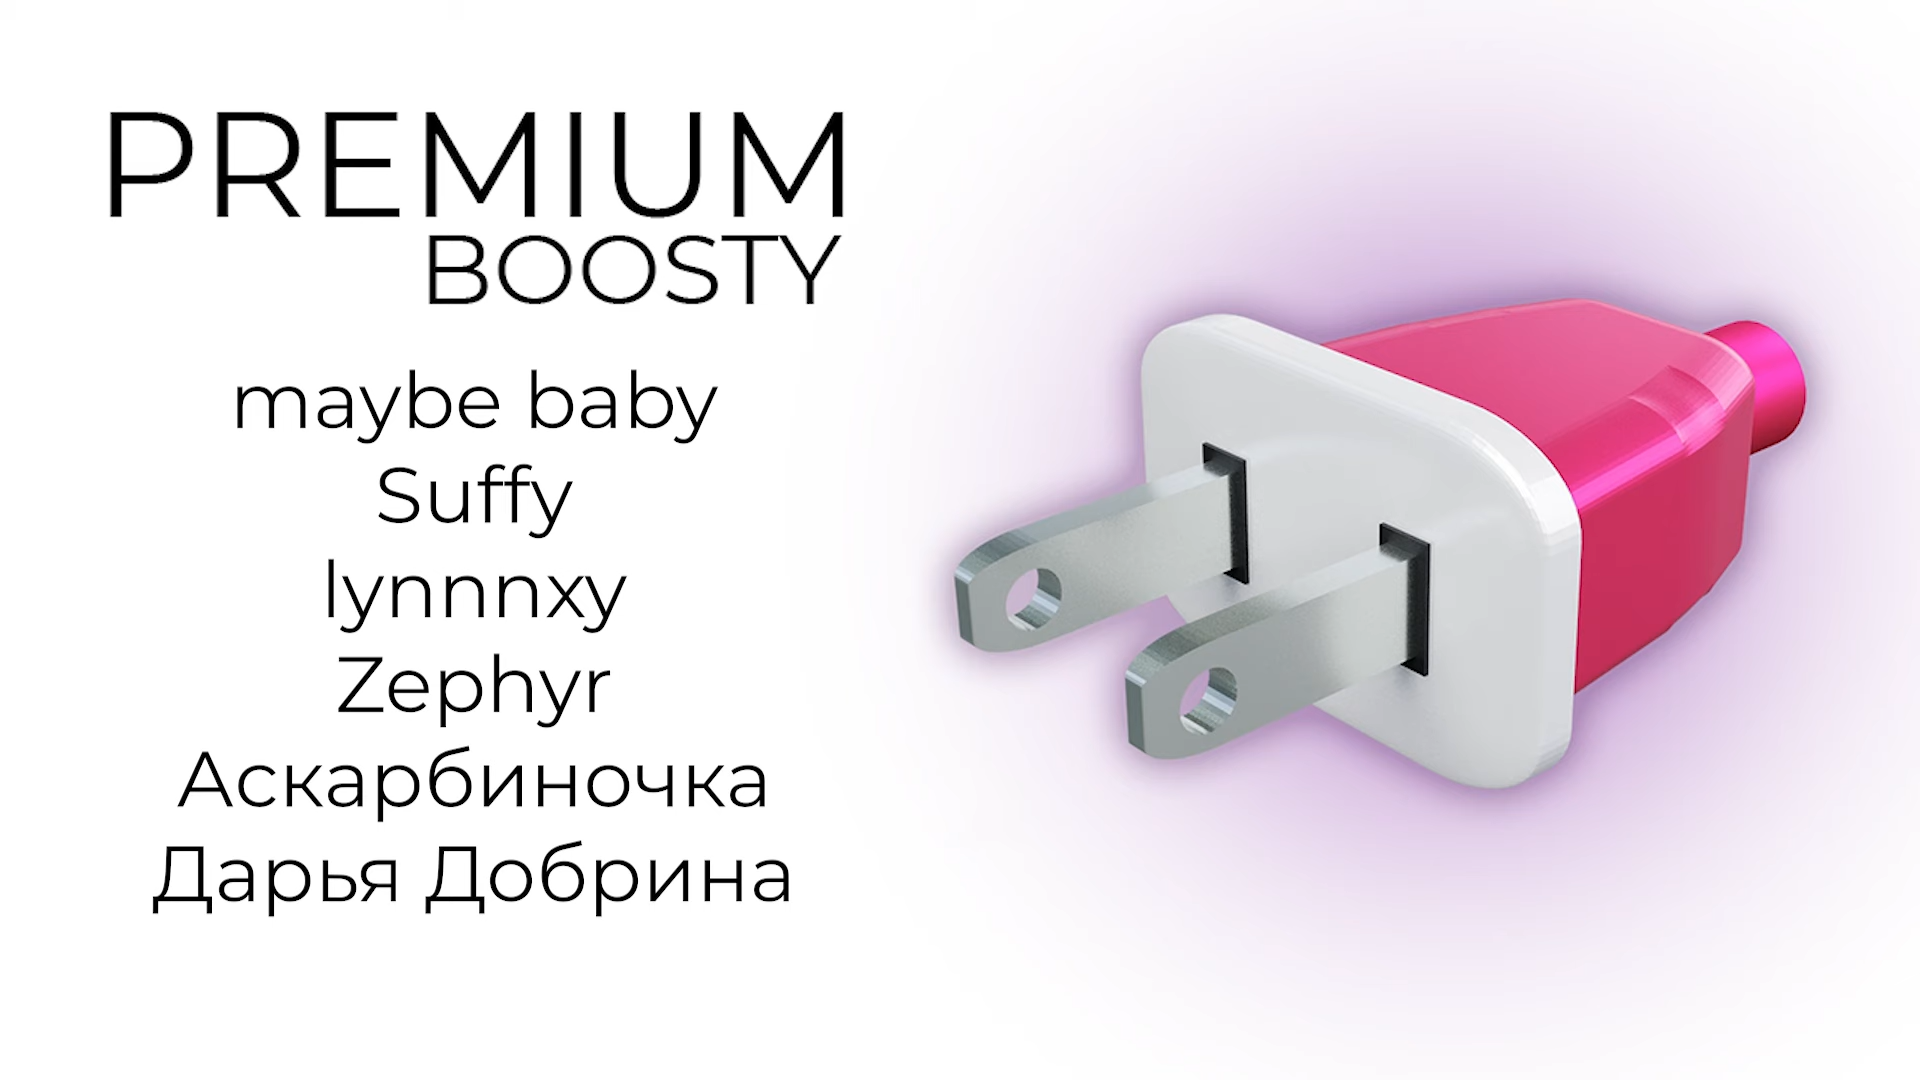 PREMIUM
BOOSTY
maybe baby
Suffy
lynnnxy
Zephyr
Аскарбиночка
Дарья Добрина